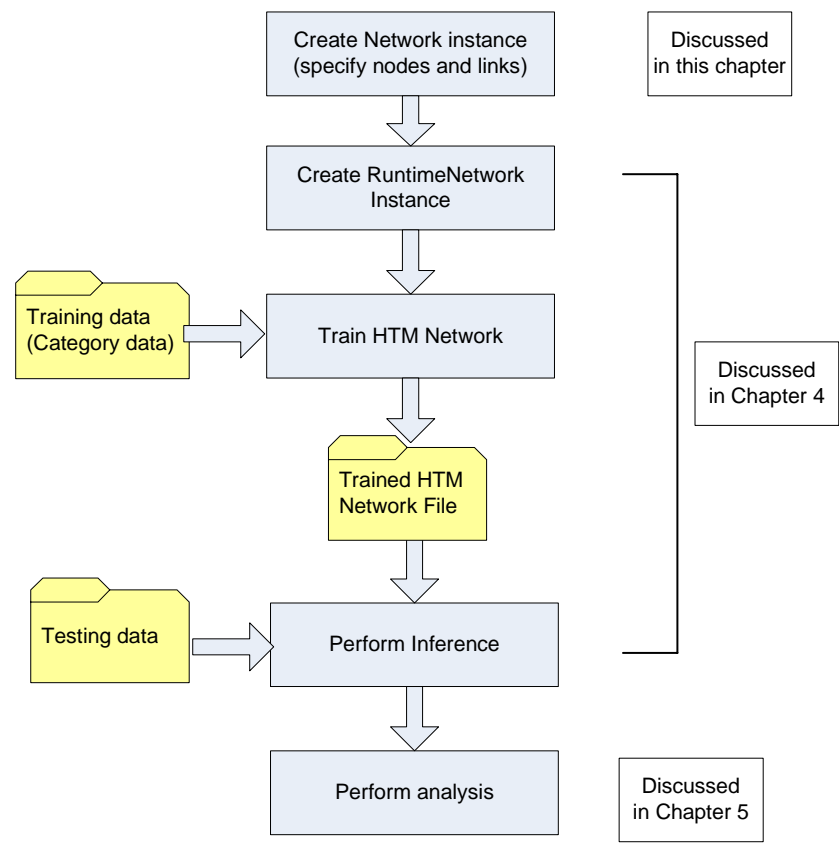 Create Network instance
(specify nodes and links)
Discussed
in this chapter
Create RuntimeNetwork
Instance
Training data
(Category data)
Train HTM Network
Discussed
in Chapter 4
Trained HTM
Network File
Testing data
Perform Inference
Perform analysis
Discussed
in Chapter 5